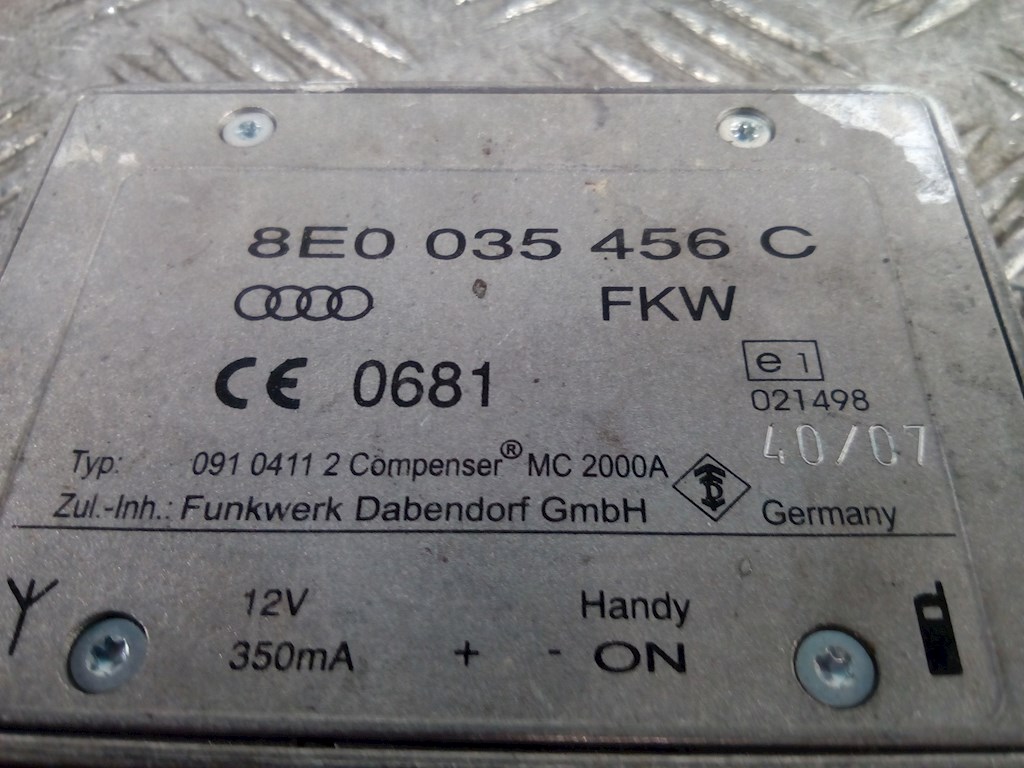 8E0 035 456 C
FKW
CE 0681
e 1
021498
40/07
Typ: 091 0411 2 Compenser® MC 2000A
Zul.-Inh.: Funkwerk Dabendorf GmbH Germany
12V Handy
350mA + - ON